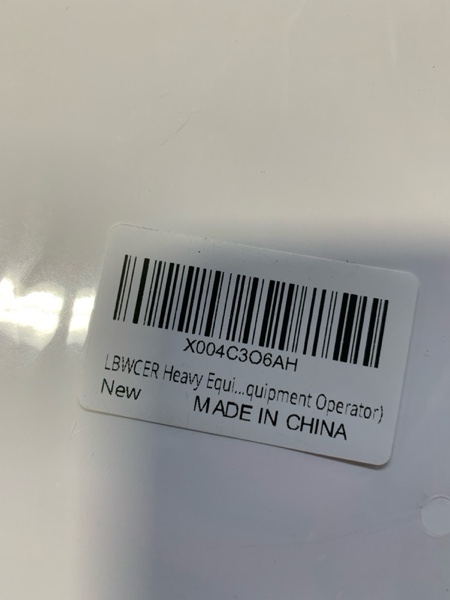 X004C3O6AH
LBWCER Heavy Equi...quipment Operator)
New
MADE IN CHINA